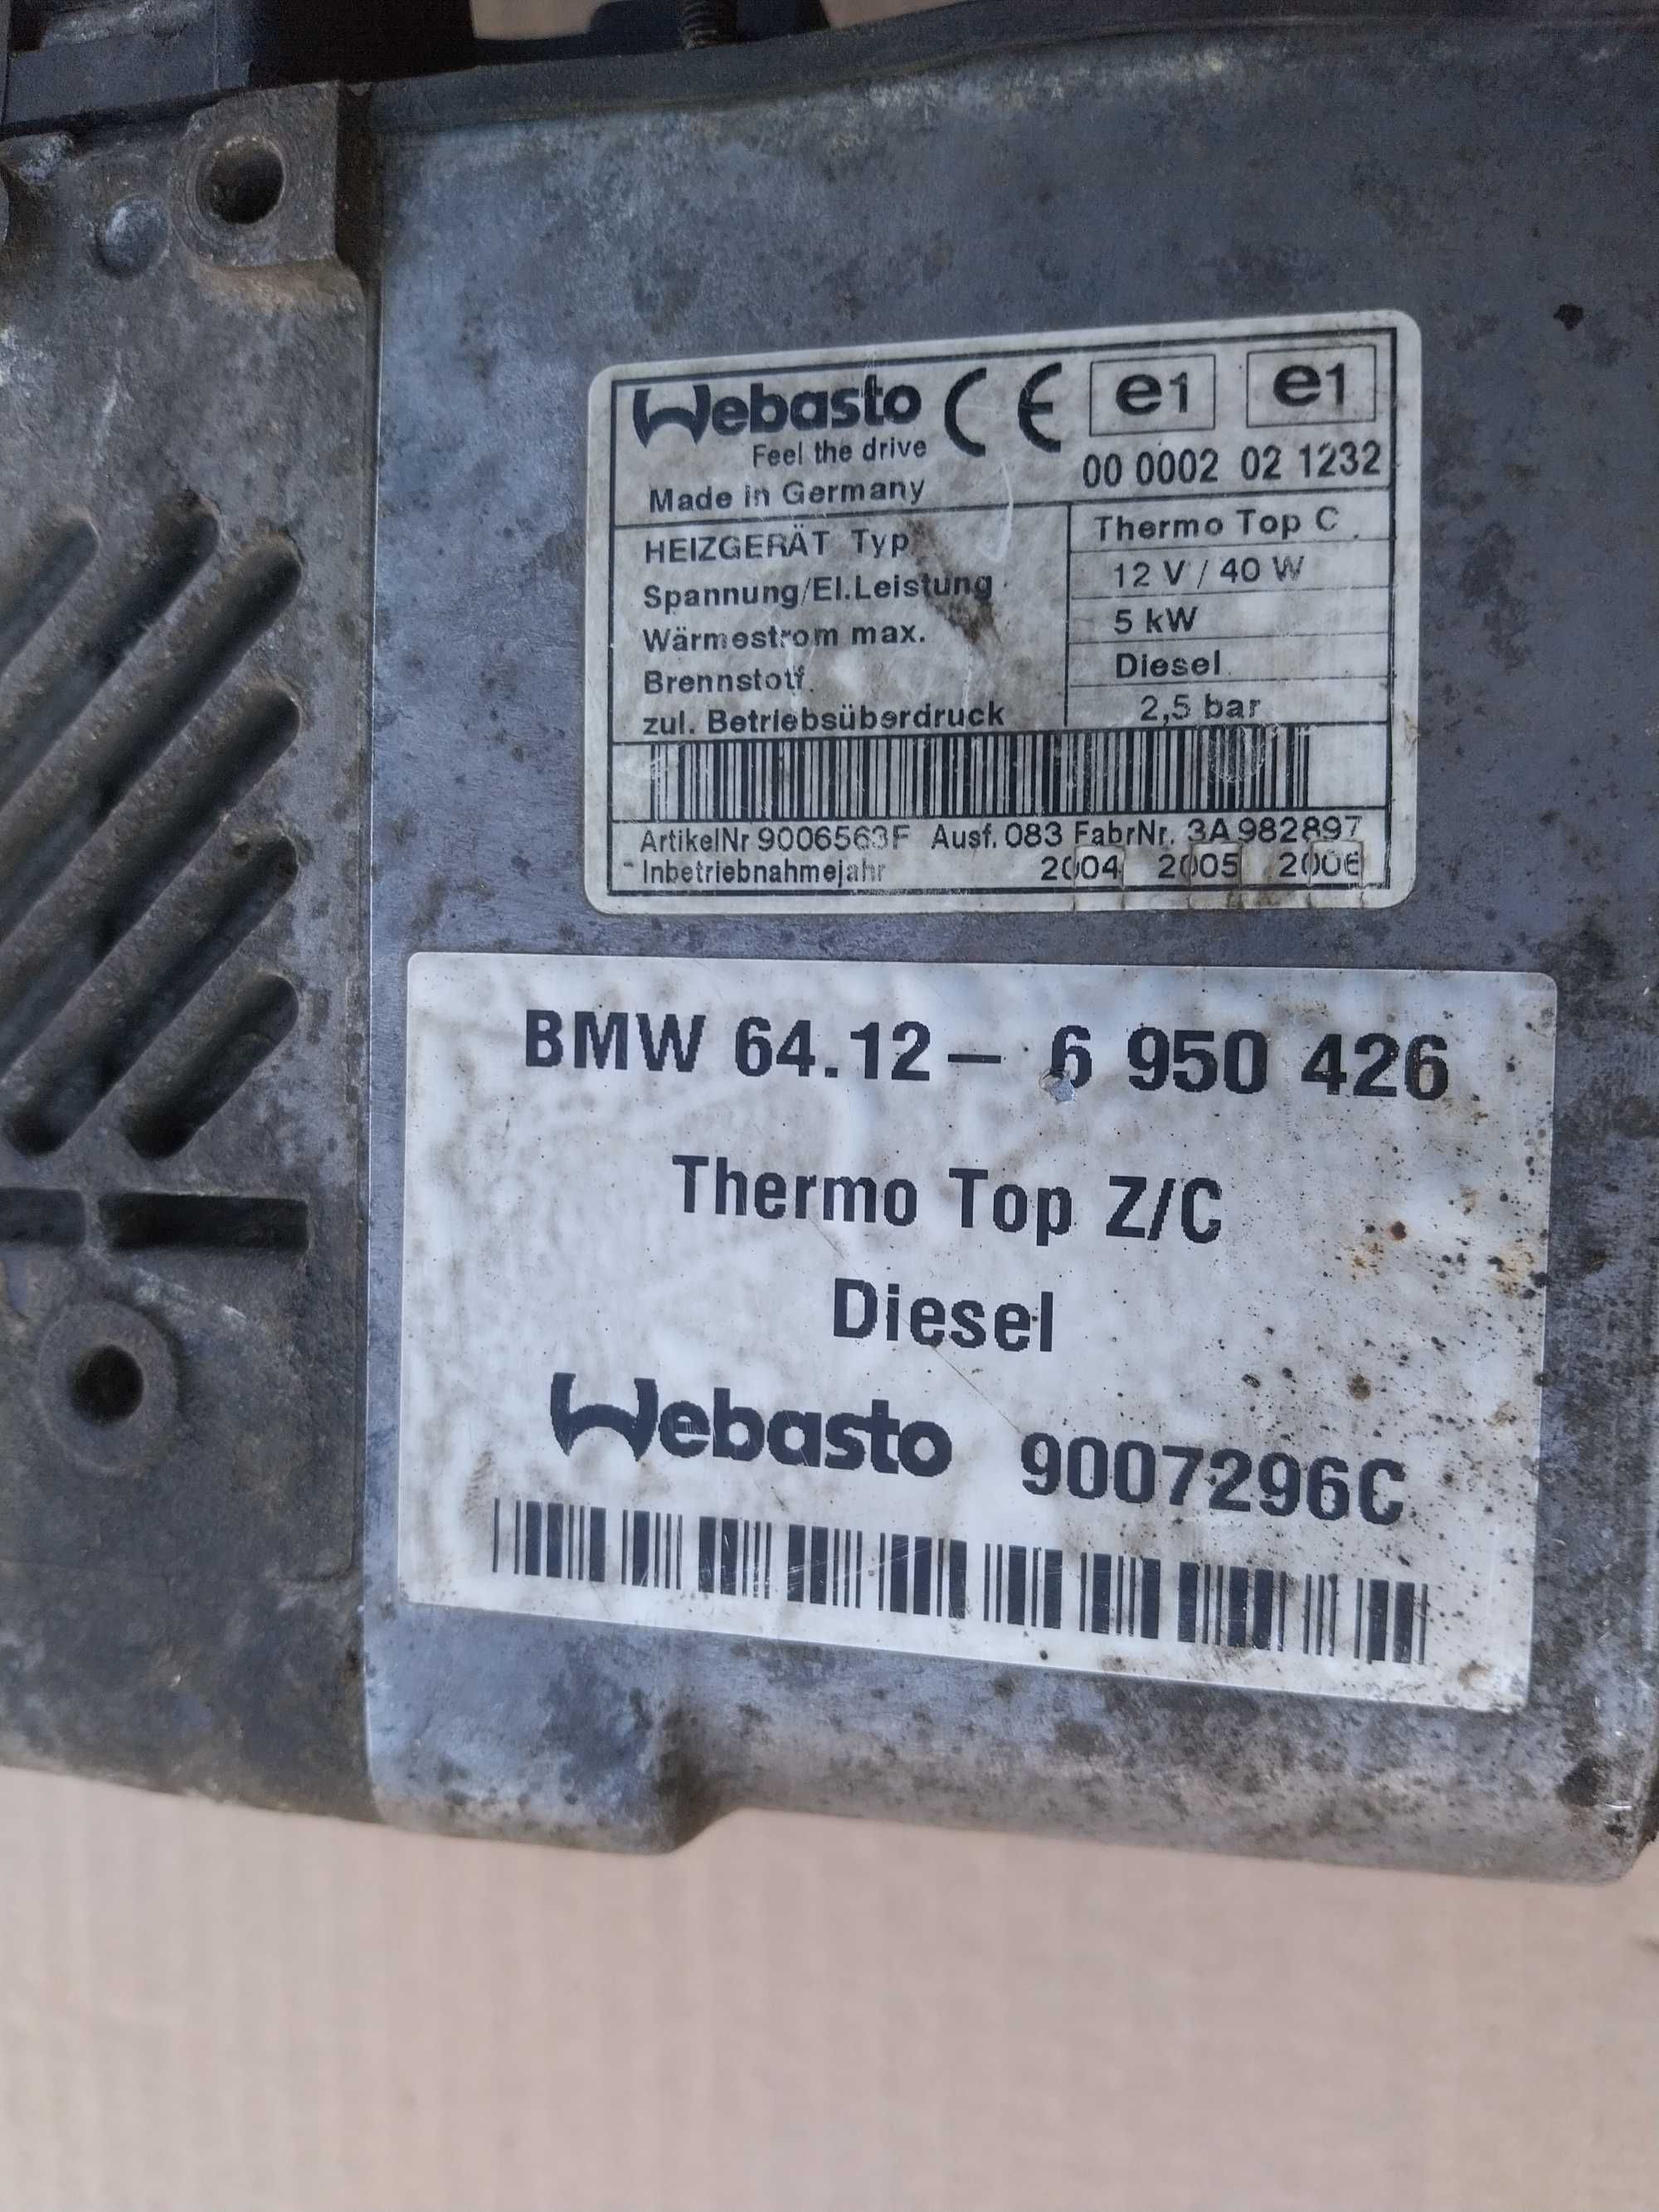 Webasto CE e1 e1
Feel the drive
00 0002 02 1232
Made in Germany
HEIZGERÄT Typ Thermo Top C
Spannung/El.Leistung 12 V / 40 W
Wärmestrom max. 5 kW
Brennstoff Diesel
zul. Betriebsüberdruck 2,5 bar
ArtikelNr 9006563F Ausf. 083 FabrNr. 3A982897
Inbetriebnahmejahr 2004 2005 2006
BMW 64.12 – 6 950 426
Thermo Top Z/C
Diesel
Webasto 9007296C